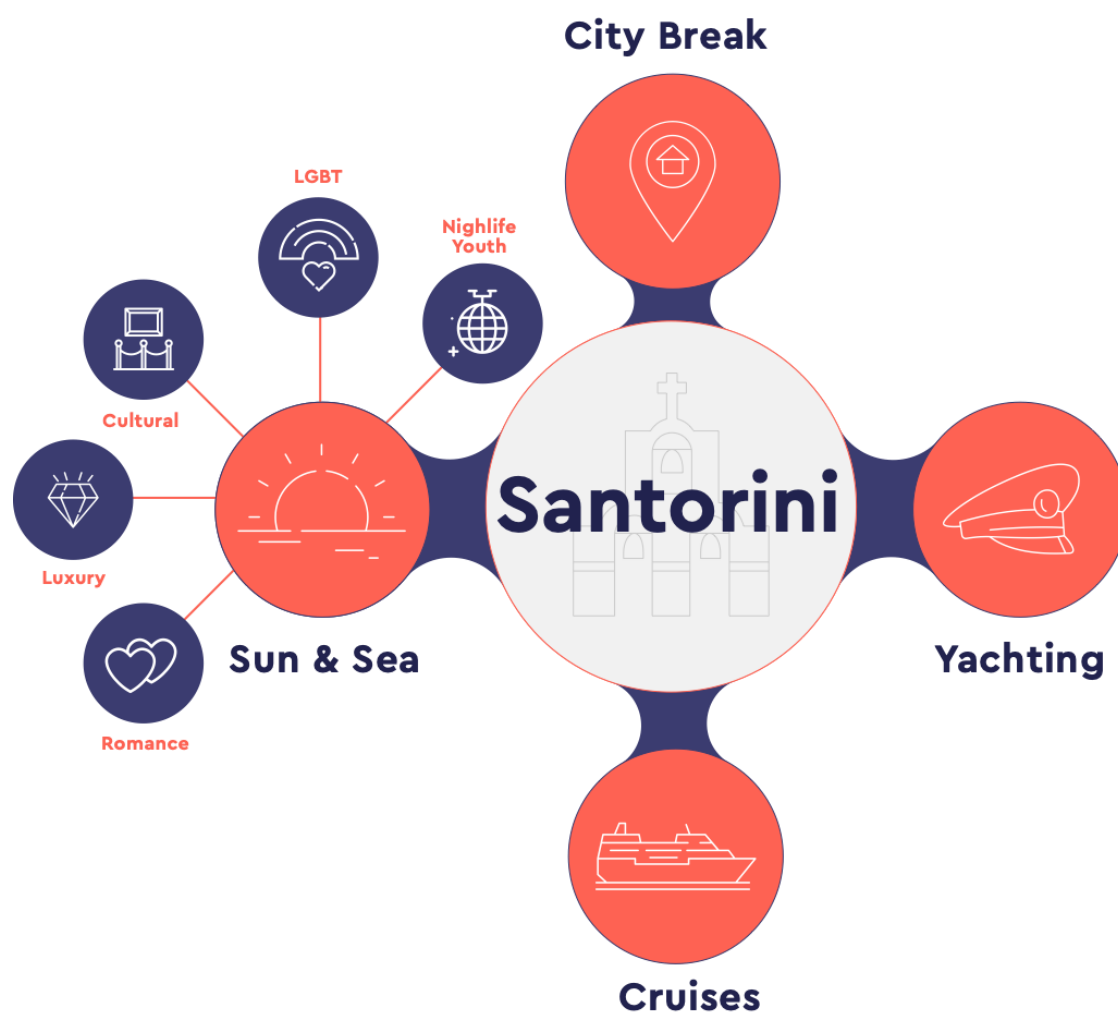 City Break
LGBT
Nighlife
Youth
Cultural
Santorini
Luxury
Sun & Sea
Yachting
Romance
Cruises